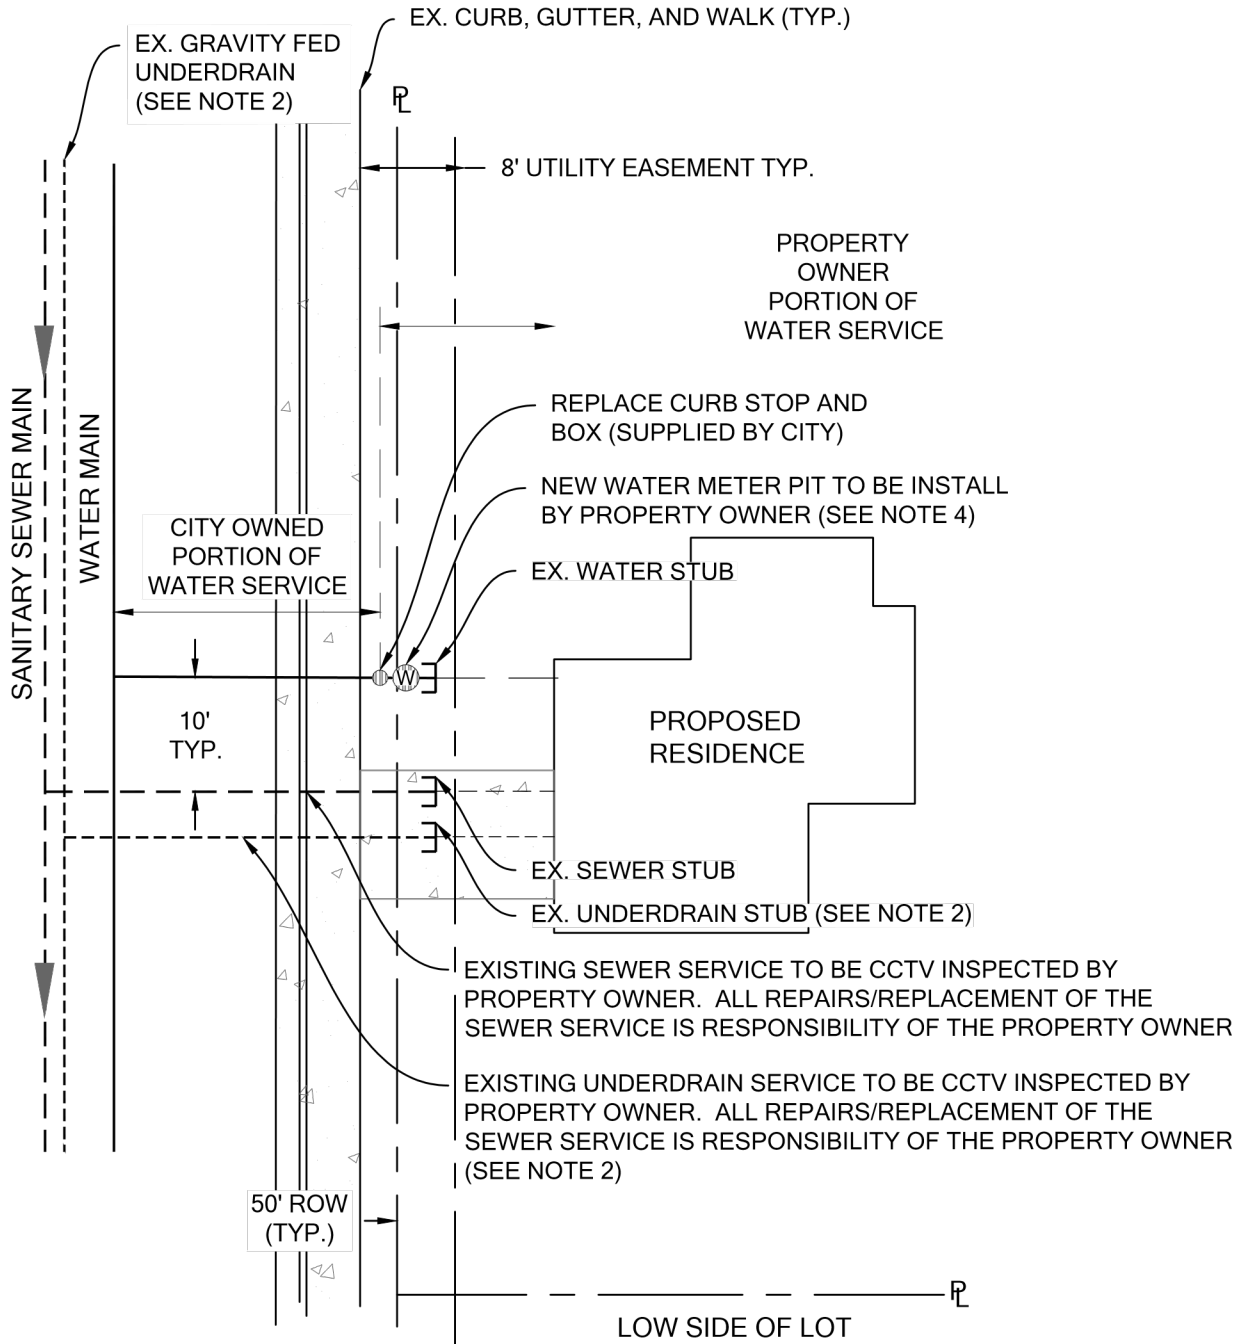 EX. CURB, GUTTER, AND WALK (TYP.)
EX. GRAVITY FED
UNDERDRAIN
(SEE NOTE 2)
PL
8' UTILITY EASEMENT TYP.
PROPERTY
OWNER
PORTION OF
WATER SERVICE
REPLACE CURB STOP AND
BOX (SUPPLIED BY CITY)
SANITARY SEWER MAIN
WATER MAIN
NEW WATER METER PIT TO BE INSTALL
BY PROPERTY OWNER (SEE NOTE 4)
CITY OWNED
PORTION OF
WATER SERVICE
EX. WATER STUB
W
10'
TYP.
PROPOSED
RESIDENCE
EX. SEWER STUB
EX. UNDERDRAIN STUB (SEE NOTE 2)
EXISTING SEWER SERVICE TO BE CCTV INSPECTED BY
PROPERTY OWNER. ALL REPAIRS/REPLACEMENT OF THE
SEWER SERVICE IS RESPONSIBILITY OF THE PROPERTY OWNER
EXISTING UNDERDRAIN SERVICE TO BE CCTV INSPECTED BY
PROPERTY OWNER. ALL REPAIRS/REPLACEMENT OF THE
SEWER SERVICE IS RESPONSIBILITY OF THE PROPERTY OWNER
(SEE NOTE 2)
50' ROW
(TYP.)
PL
LOW SIDE OF LOT